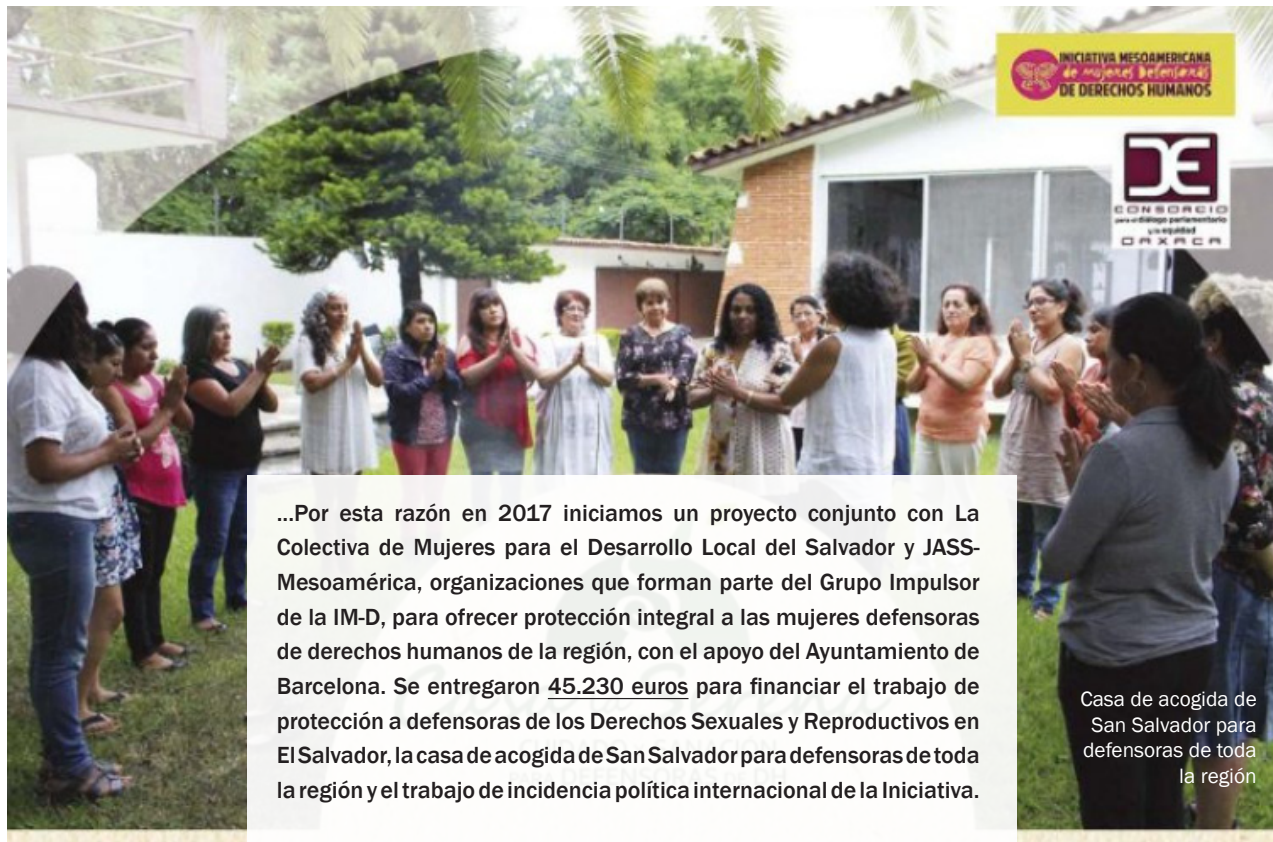 INICIATIVA MESOAMERICANA
de mujeres Defensoras
DE DERECHOS HUMANOS
CONSORCIO
para el diálogo parlamentario
y la equidad
OAXACA
...Por esta razón en 2017 iniciamos un proyecto conjunto con La
Colectiva de Mujeres para el Desarrollo Local del Salvador y JASS-
Mesoamérica, organizaciones que forman parte del Grupo Impulsor
de la IM-D, para ofrecer protección integral a las mujeres defensoras
de derechos humanos de la región, con el apoyo del Ayuntamiento de
Barcelona. Se entregaron 45.230 euros para financiar el trabajo de
protección a defensoras de los Derechos Sexuales y Reproductivos en
El Salvador, la casa de acogida de San Salvador para defensoras de toda
la región y el trabajo de incidencia política internacional de la Iniciativa.
Casa de acogida de
San Salvador para
defensoras de toda
la región